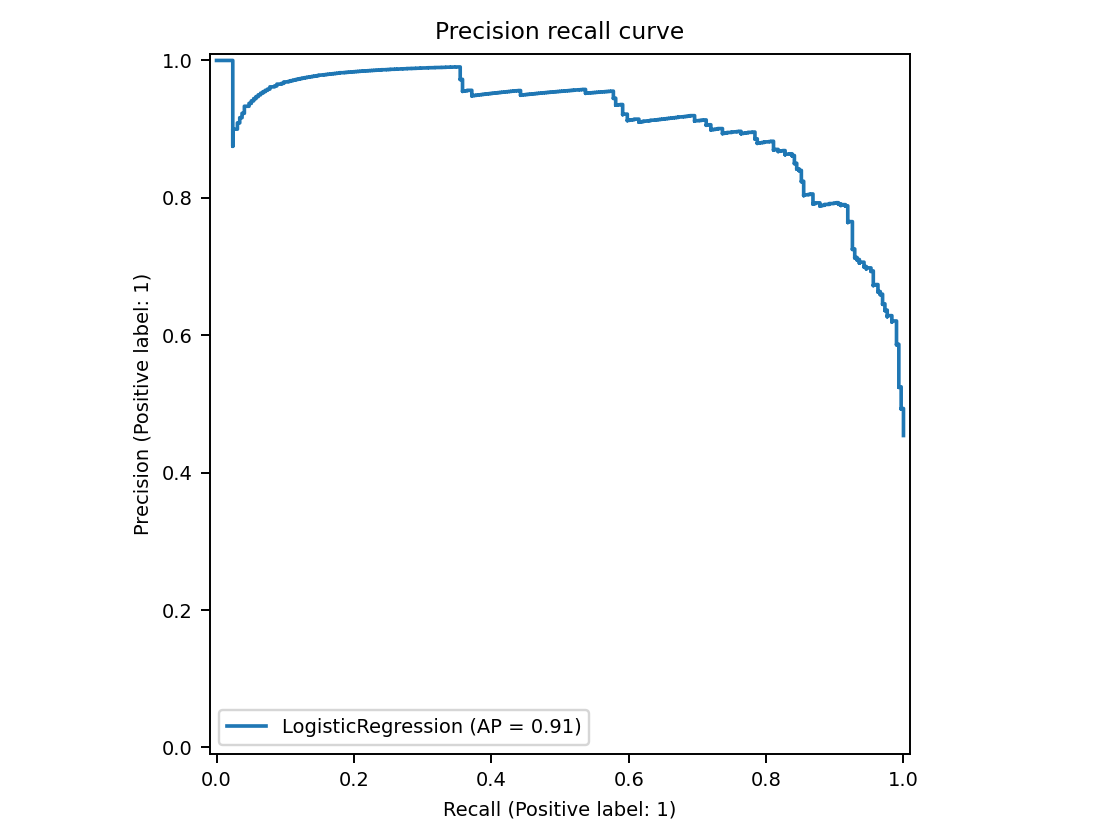 Precision recall curve
1.0
0.8
0.6
0.4
0.2
0.0
Precision (Positive label: 1)
LogisticRegression (AP = 0.91)
0.0 0.2 0.4 0.6 0.8 1.0
Recall (Positive label: 1)